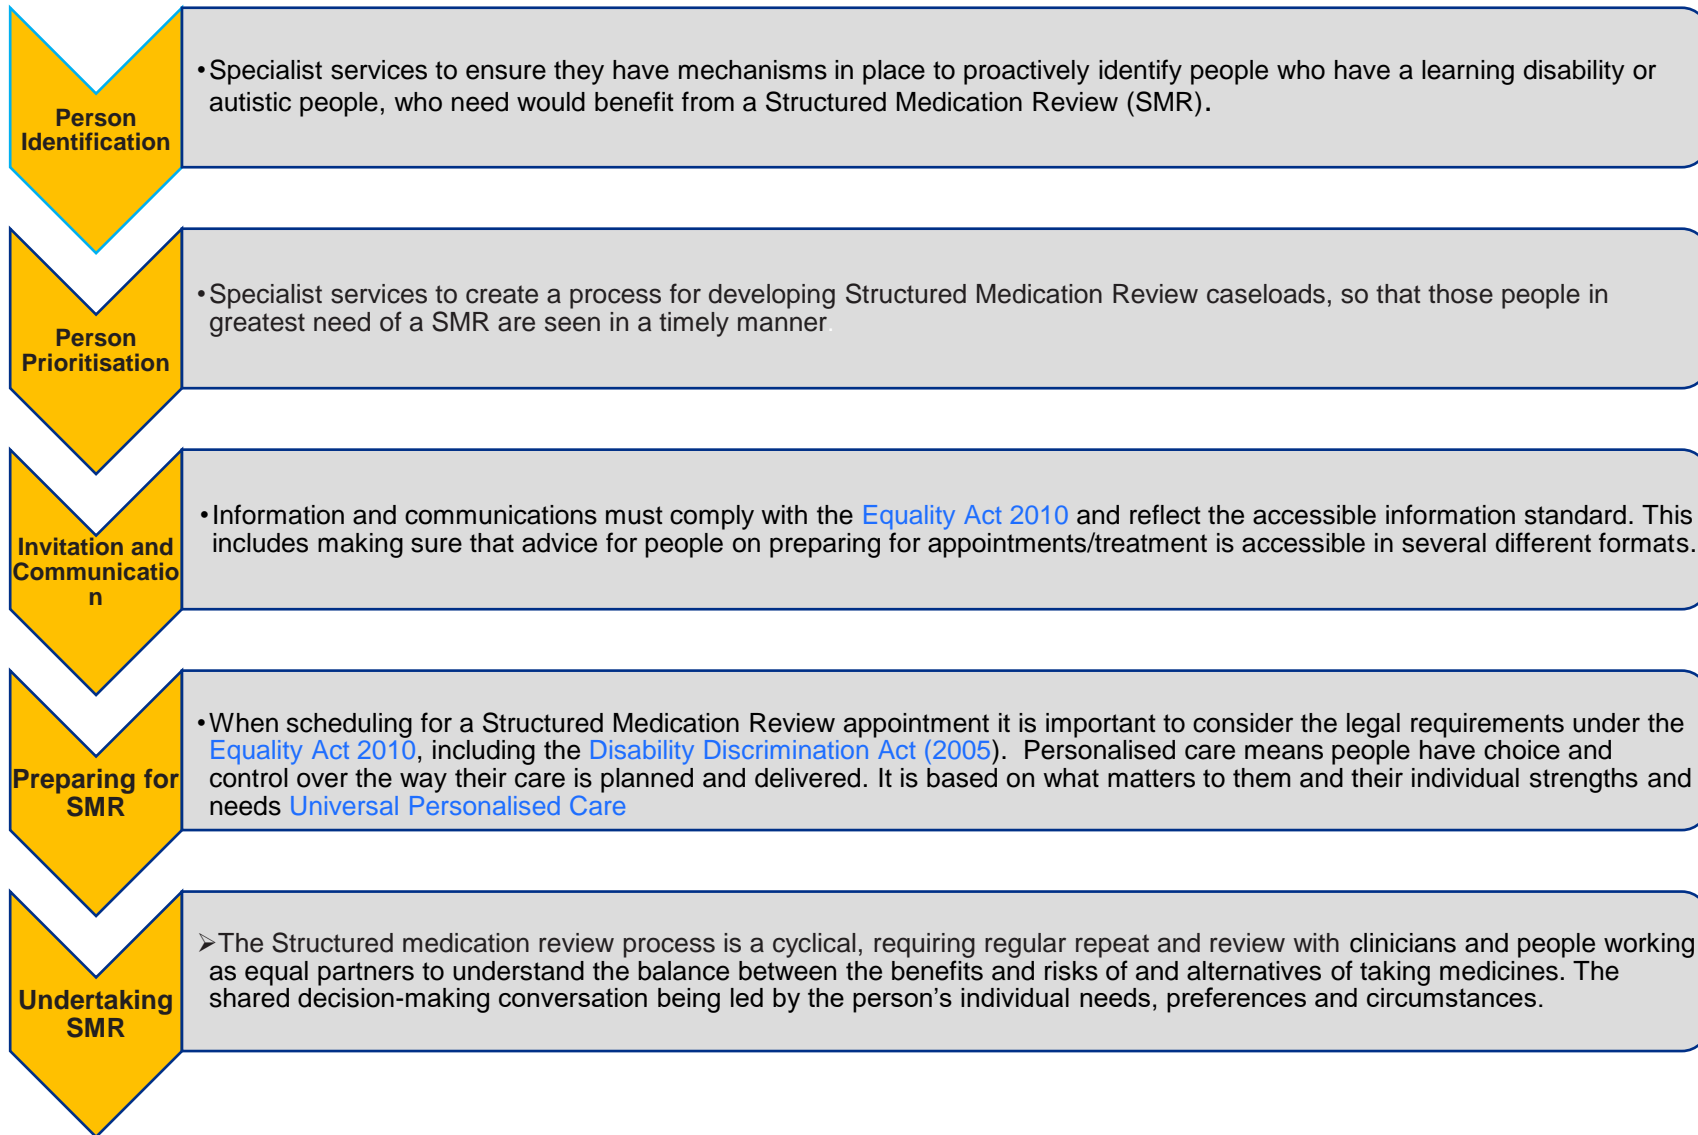 Person
Identification
•Specialist services to ensure they have mechanisms in place to proactively identify people who have a learning disability or
autistic people, who need would benefit from a Structured Medication Review (SMR).
Person
Prioritisation
•Specialist services to create a process for developing Structured Medication Review caseloads, so that those people in
greatest need of a SMR are seen in a timely manner.
Invitation and
Communicatio
n
•Information and communications must comply with the Equality Act 2010 and reflect the accessible information standard. This
includes making sure that advice for people on preparing for appointments/treatment is accessible in several different formats.
Preparing for
SMR
•When scheduling for a Structured Medication Review appointment it is important to consider the legal requirements under the
Equality Act 2010, including the Disability Discrimination Act (2005).  Personalised care means people have choice and
control over the way their care is planned and delivered. It is based on what matters to them and their individual strengths and
needs Universal Personalised Care
Undertaking
SMR
➢The Structured medication review process is a cyclical, requiring regular repeat and review with clinicians and people working
as equal partners to understand the balance between the benefits and risks of and alternatives of taking medicines. The
shared decision-making conversation being led by the person’s individual needs, preferences and circumstances.